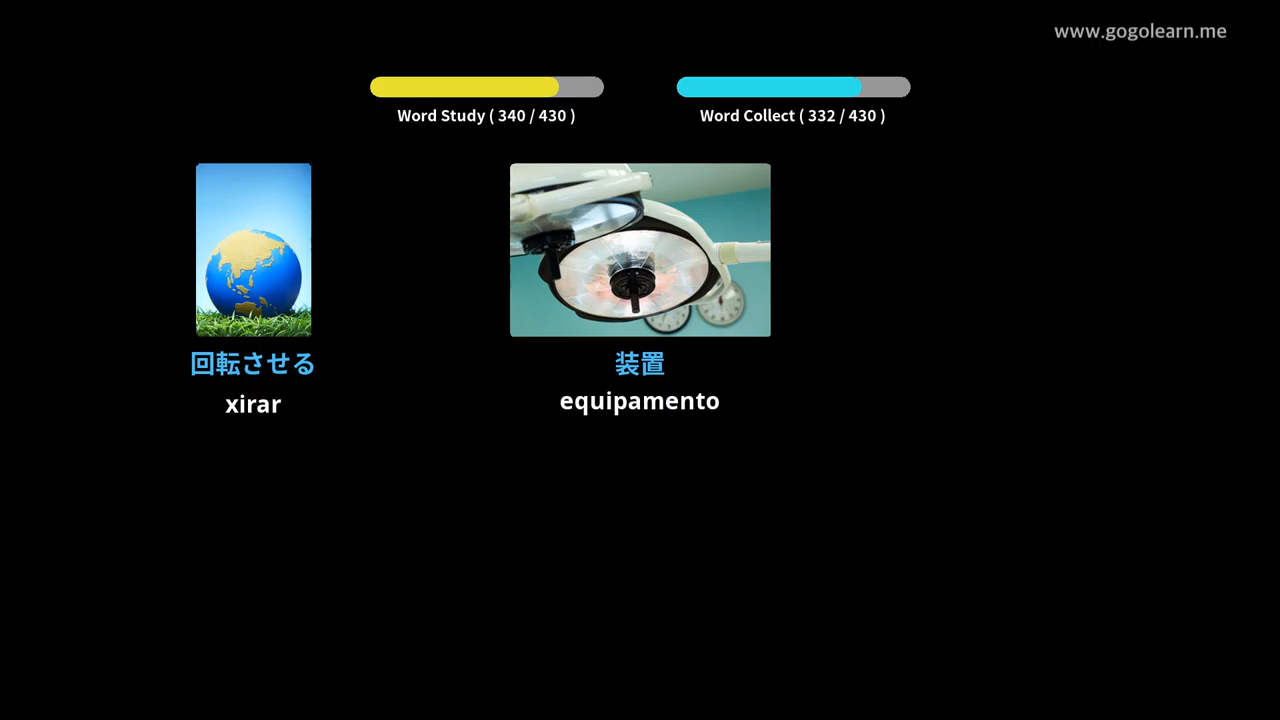 www.gogolearn.me
Word Study ( 340 / 430 )
Word Collect ( 332 / 430 )
回転させる
xirar
装置
equipamento